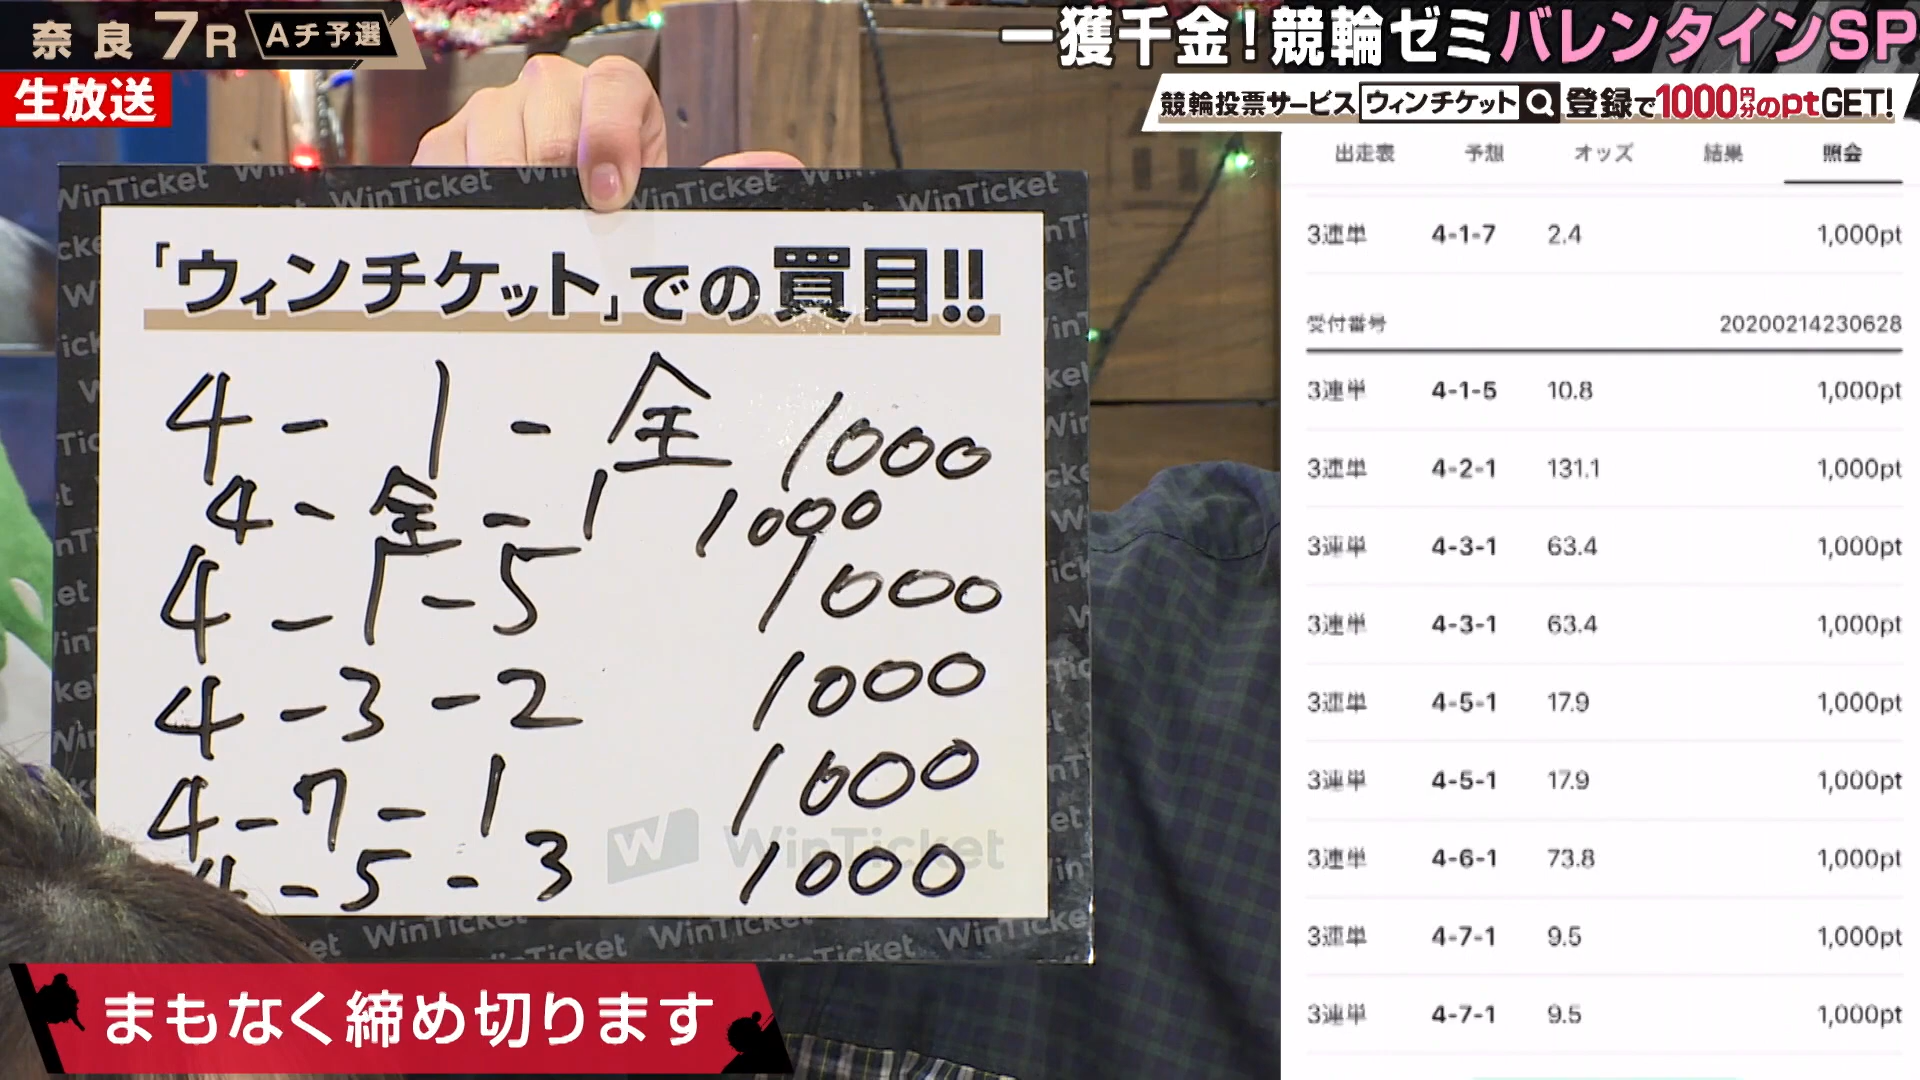 奈良 7R Aチ予選
生放送
一獲千金!競輪ゼミバレンタインSP
競輪投票サービス ウィンチケット 登録で1000円分のptGET!
「ウィンチケット」での買目!!
4 - 1 - 全 1000
4 - 全 - 1 1000
4 - 1 - 5 1000
4 - 3 - 2 1000
4 - 7 - 1 1000
4 - 5 - 3 1000
WinTicket
まもなく締め切ります
出走表 予想 オッズ 結果 照会
3連単 4-1-7 2.4 1,000pt
受付番号 20200214230628
3連単 4-1-5 10.8 1,000pt
3連単 4-2-1 131.1 1,000pt
3連単 4-3-1 63.4 1,000pt
3連単 4-3-1 63.4 1,000pt
3連単 4-5-1 17.9 1,000pt
3連単 4-5-1 17.9 1,000pt
3連単 4-6-1 73.8 1,000pt
3連単 4-7-1 9.5 1,000pt
3連単 4-7-1 9.5 1,000pt